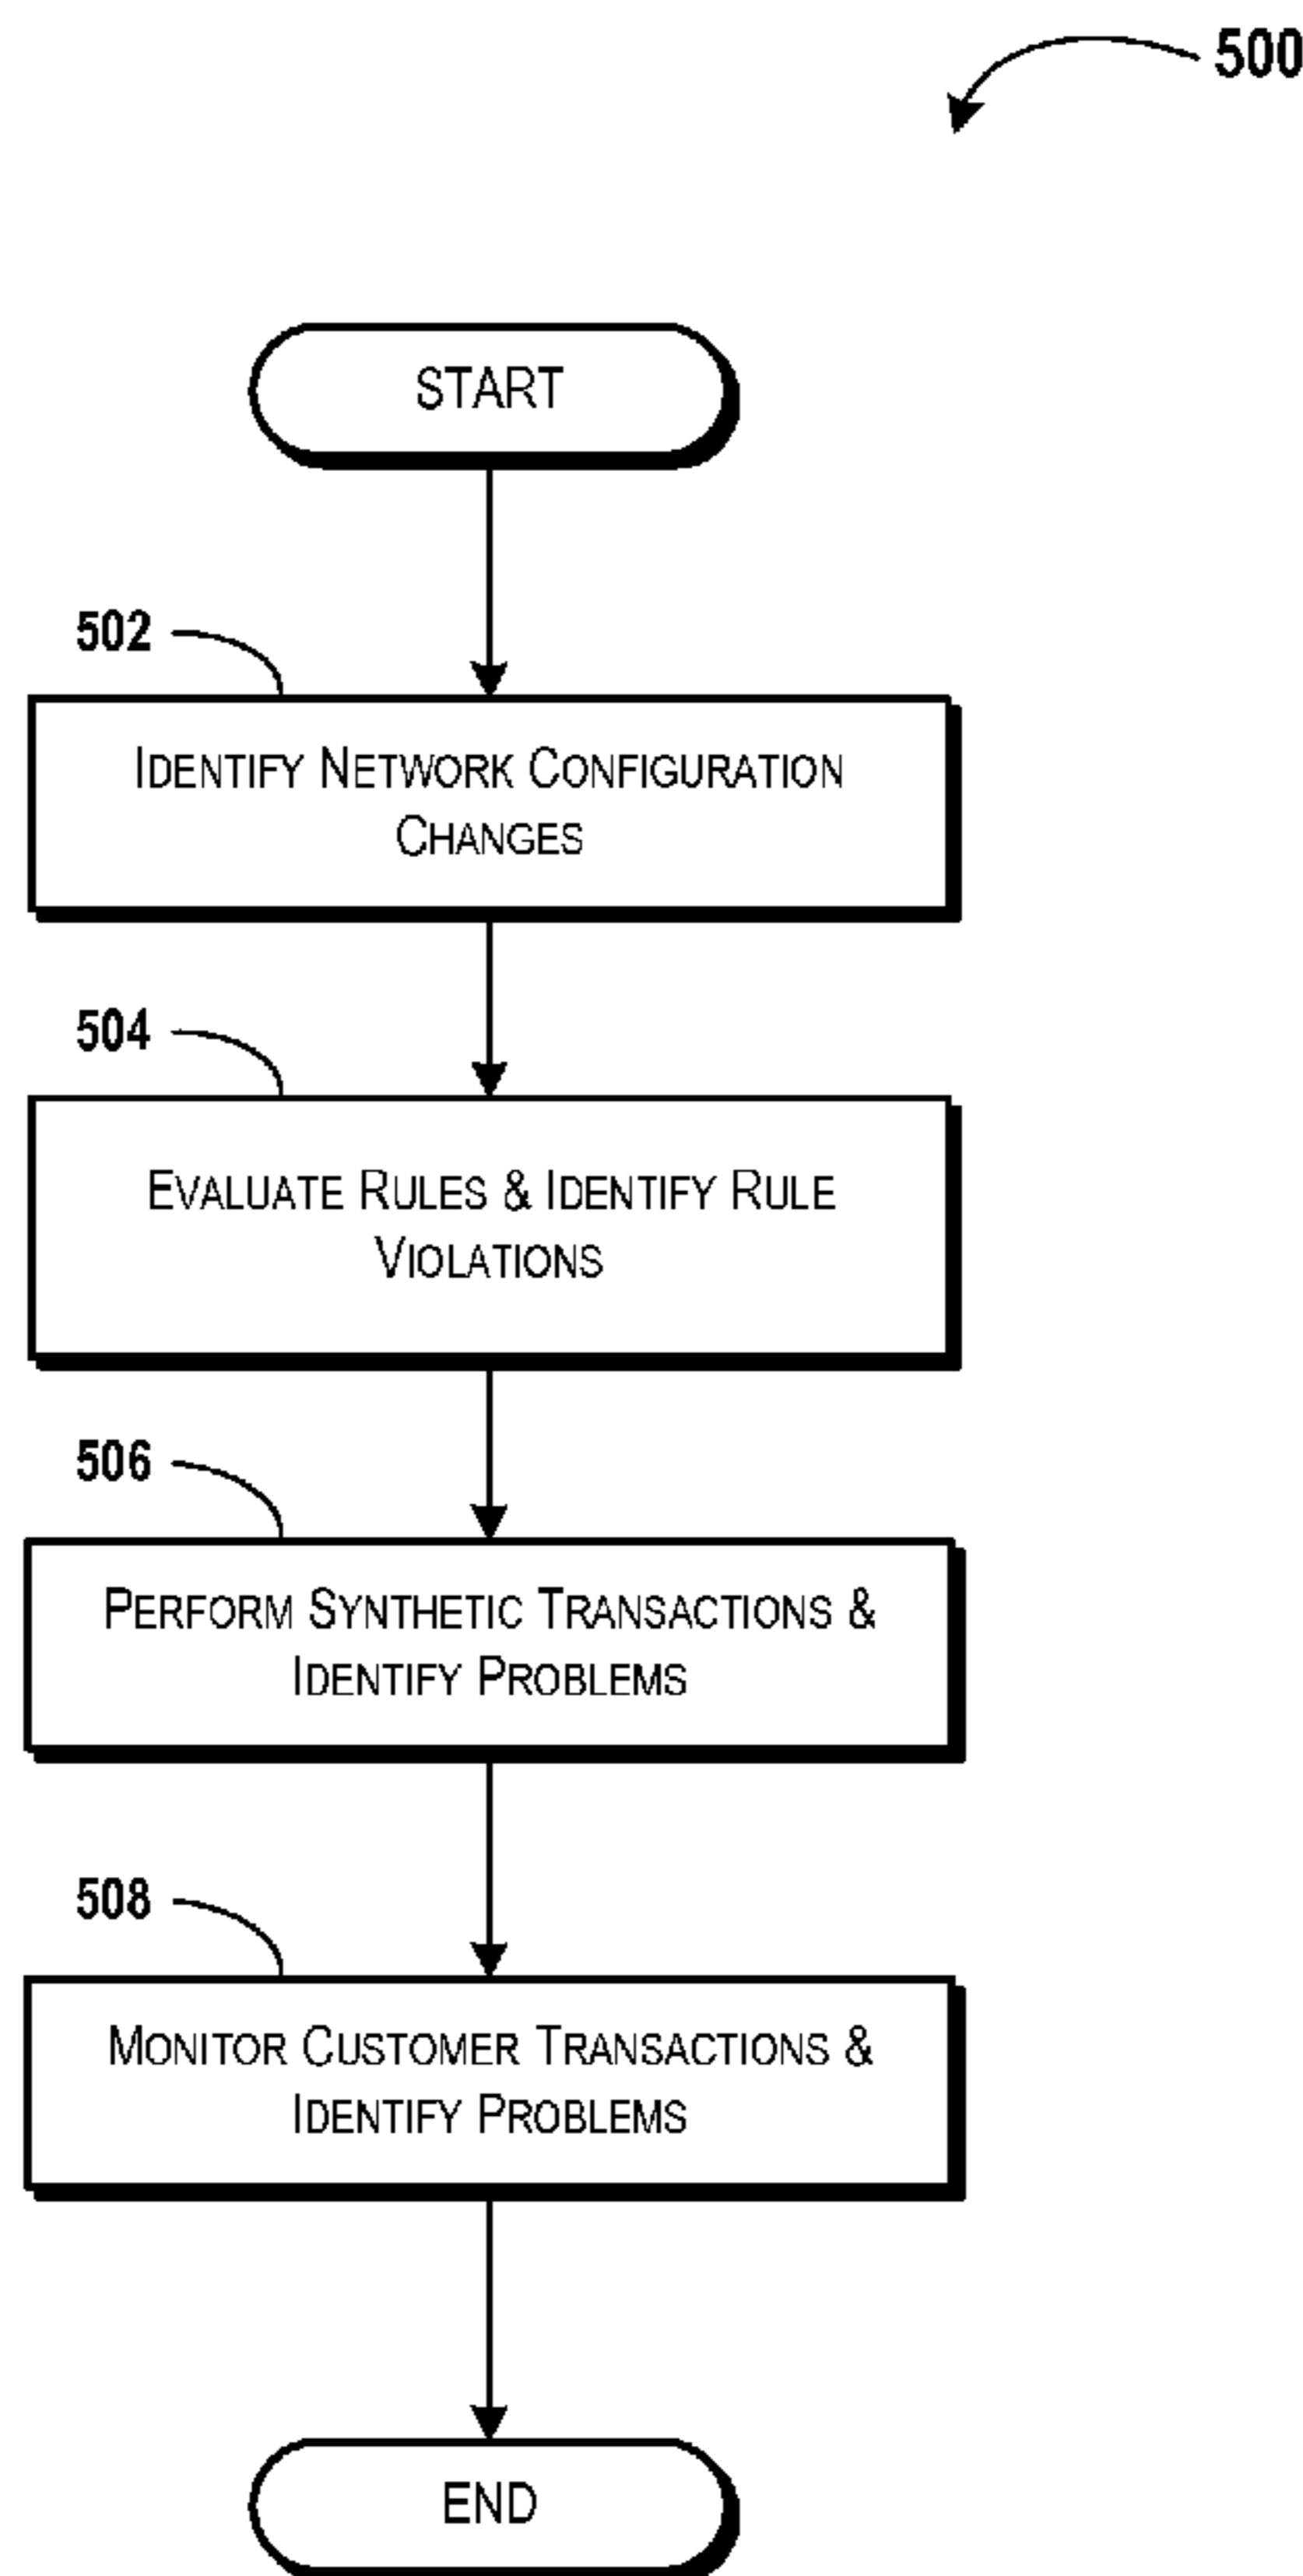 500
START
502
IDENTIFY NETWORK CONFIGURATION
CHANGES
504
EVALUATE RULES & IDENTIFY RULE
VIOLATIONS
506
PERFORM SYNTHETIC TRANSACTIONS &
IDENTIFY PROBLEMS
508
MONITOR CUSTOMER TRANSACTIONS &
IDENTIFY PROBLEMS
END